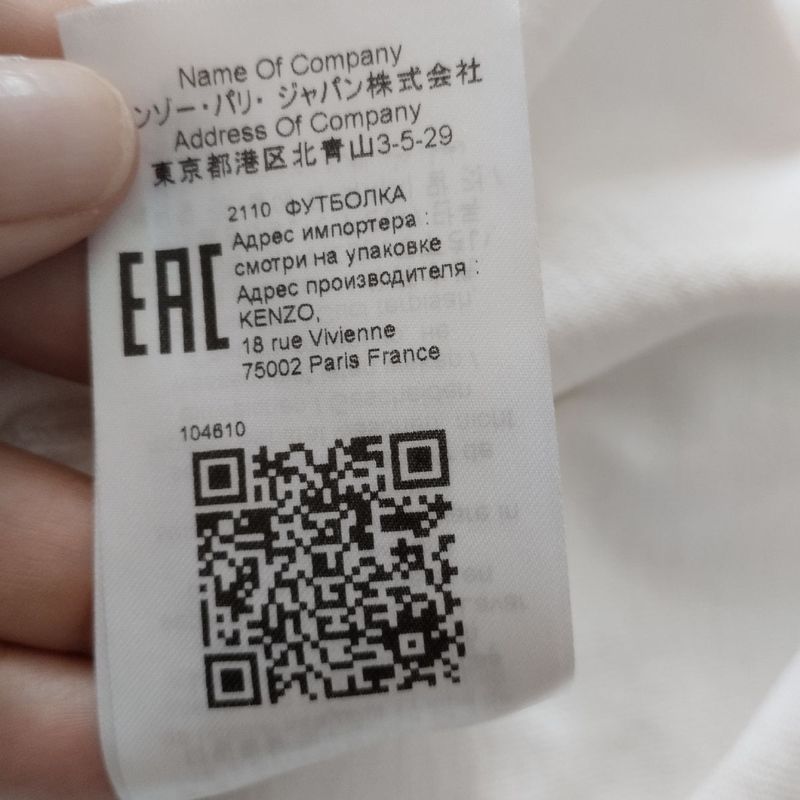 Name Of Company
ンゾー・パリ・ジャパン株式会社
Address Of Company
東京都港区北青山3-5-29
2110 ФУТБОЛКА
Адрес импортера :
смотри на упаковке
Адрес производителя :
KENZO,
18 rue Vivienne
75002 Paris France
EAC
104610